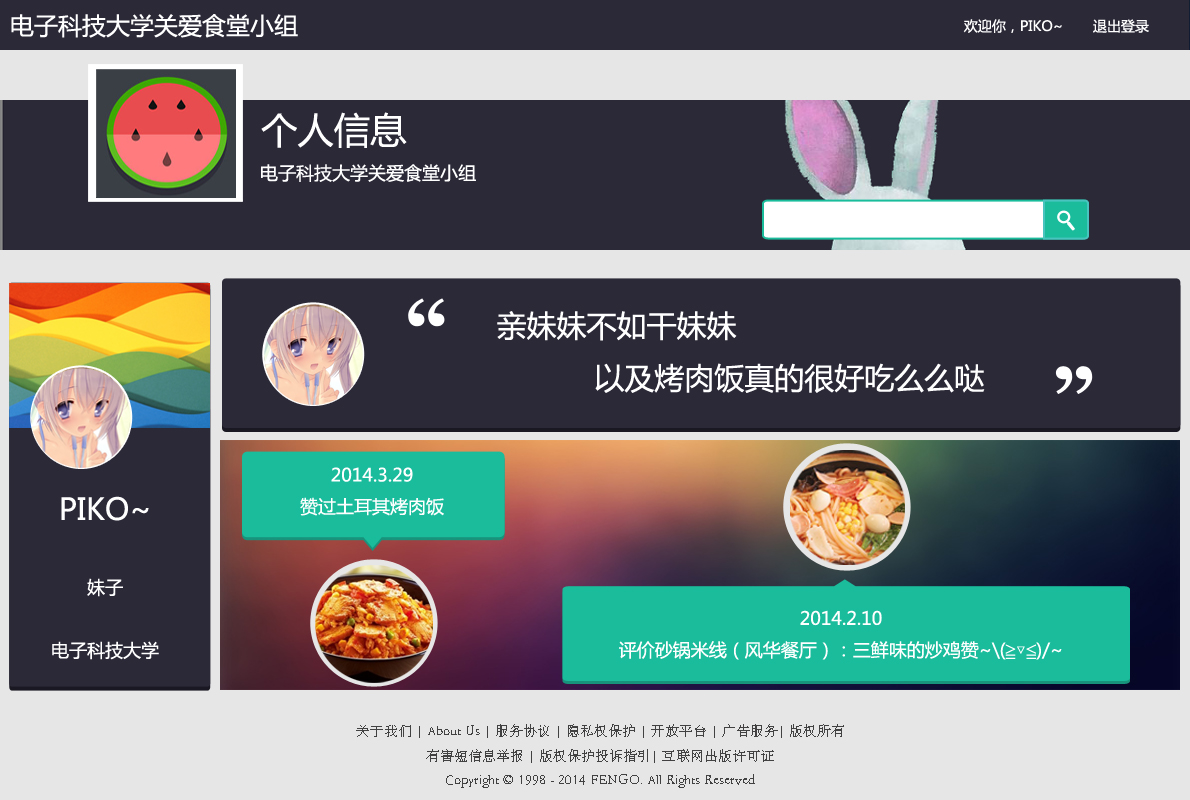 电子科技大学关爱食堂小组
欢迎你，PIKO~ 退出登录
个人信息
电子科技大学关爱食堂小组
“ 亲妹妹不如干妹妹
以及烤肉饭真的很好吃么么哒 ”
PIKO~
妹子
电子科技大学
2014.3.29
赞过土耳其烤肉饭
2014.2.10
评价砂锅米线（风华餐厅）：三鲜味的炒鸡赞~\(≧▿≦)/~
关于我们 | About Us | 服务协议 | 隐私权保护 | 开放平台 | 广告服务| 版权所有
有害短信息举报 | 版权保护投诉指引| 互联网出版许可证
Copyright © 1998 - 2014 FENGO. All Rights Reserved